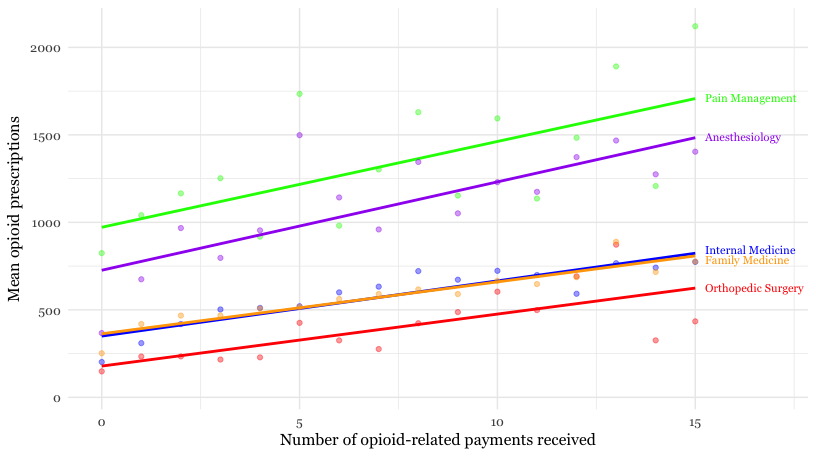 2000
1500
1000
500
0
0 5 10 15
Mean opioid prescriptions
Number of opioid-related payments received
Pain Management
Anesthesiology
Internal Medicine
Family Medicine
Orthopedic Surgery